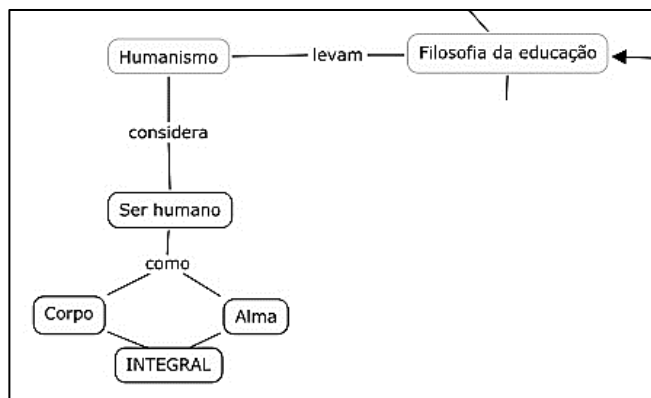 Humanismo
levam
Filosofia da educação
considera
Ser humano
como
Corpo
Alma
INTEGRAL